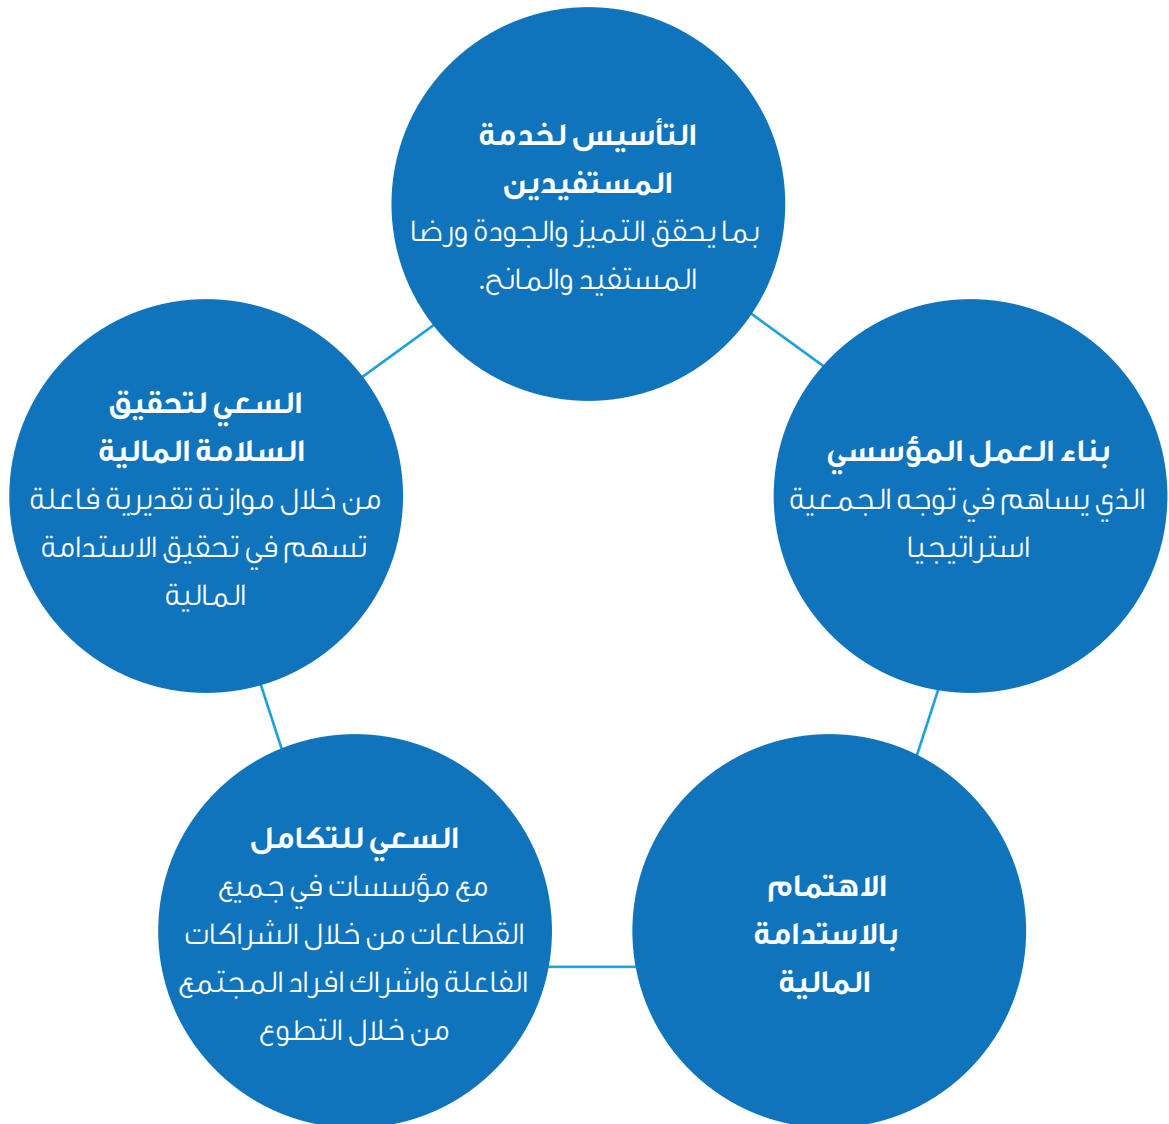 التأسيس لخدمة
المستفيدين
بما يحقق التميز والجودة ورضا
المستفيد والمانح.
بناء العمل المؤسسي
الذي يساهم في توجه الجمعية
استراتيجيا
الاهتمام
بالاستدامة
المالية
السعي للتكامل
مع مؤسسات في جميع
القطاعات من خلال الشراكات
الفاعلة واشراك افراد المجتمع
من خلال التطوع
السعي لتحقيق
السلامة المالية
من خلال موازنة تقديرية فاعلة
تسهم في تحقيق الاستدامة
المالية